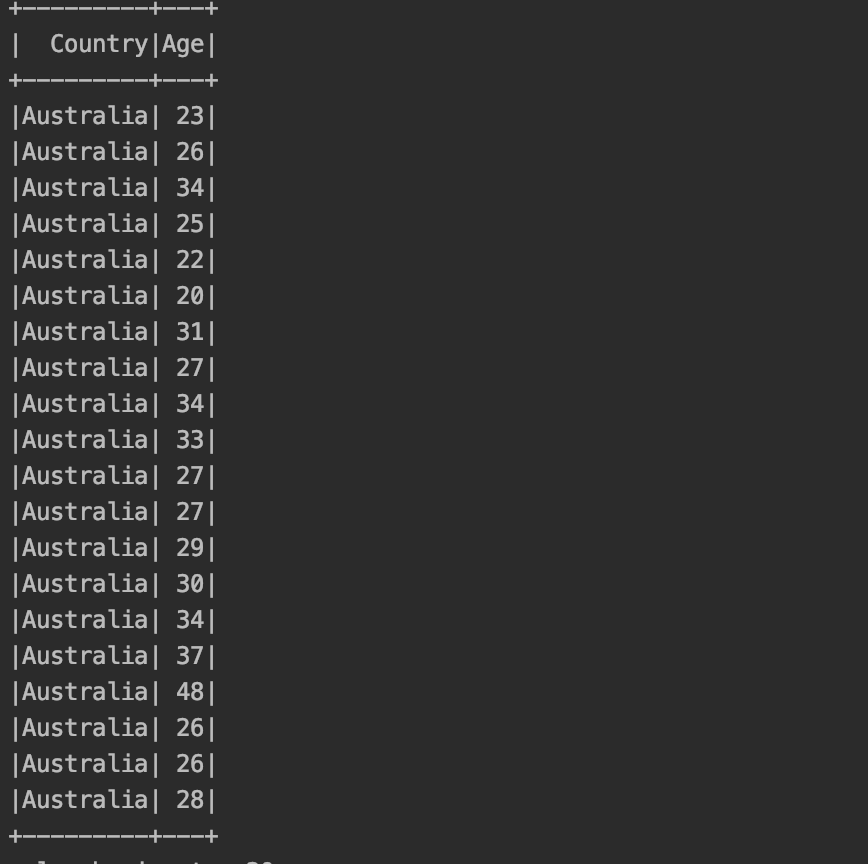 +---------+---+
|  Country|Age|
+---------+---+
|Australia| 23|
|Australia| 26|
|Australia| 34|
|Australia| 25|
|Australia| 22|
|Australia| 20|
|Australia| 31|
|Australia| 27|
|Australia| 34|
|Australia| 33|
|Australia| 27|
|Australia| 27|
|Australia| 29|
|Australia| 30|
|Australia| 34|
|Australia| 37|
|Australia| 48|
|Australia| 26|
|Australia| 26|
|Australia| 28|
+---------+---+